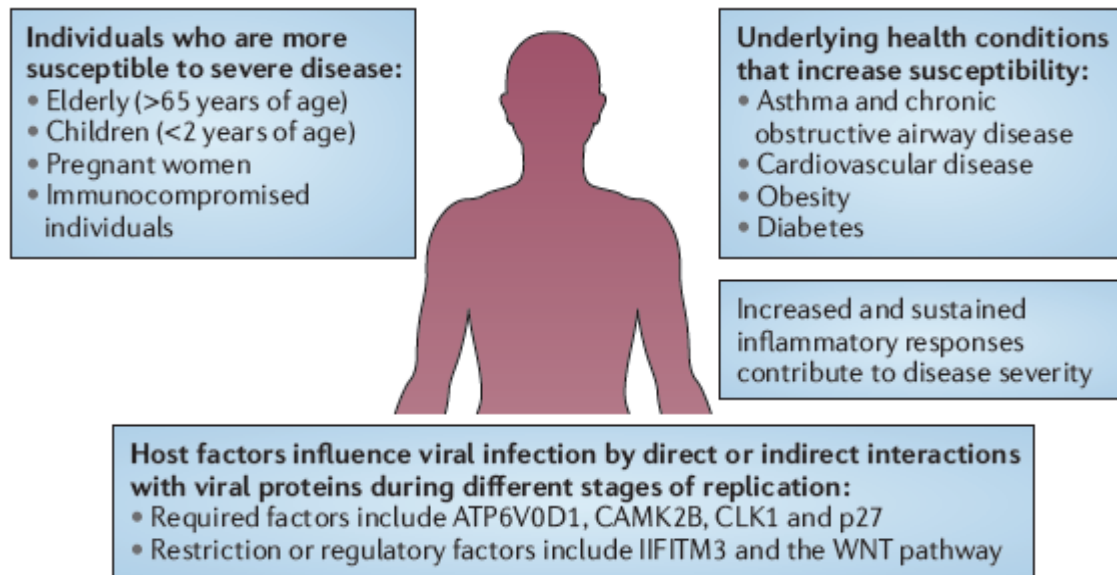 Individuals who are more
susceptible to severe disease:
• Elderly (>65 years of age)
• Children (<2 years of age)
• Pregnant women
• Immunocompromised
individuals
Underlying health conditions
that increase susceptibility:
• Asthma and chronic
obstructive airway disease
• Cardiovascular disease
• Obesity
• Diabetes
Increased and sustained
inflammatory responses
contribute to disease severity
Host factors influence viral infection by direct or indirect interactions
with viral proteins during different stages of replication:
• Required factors include ATP6V0D1, CAMK2B, CLK1 and p27
• Restriction or regulatory factors include IIFITM3 and the WNT pathway